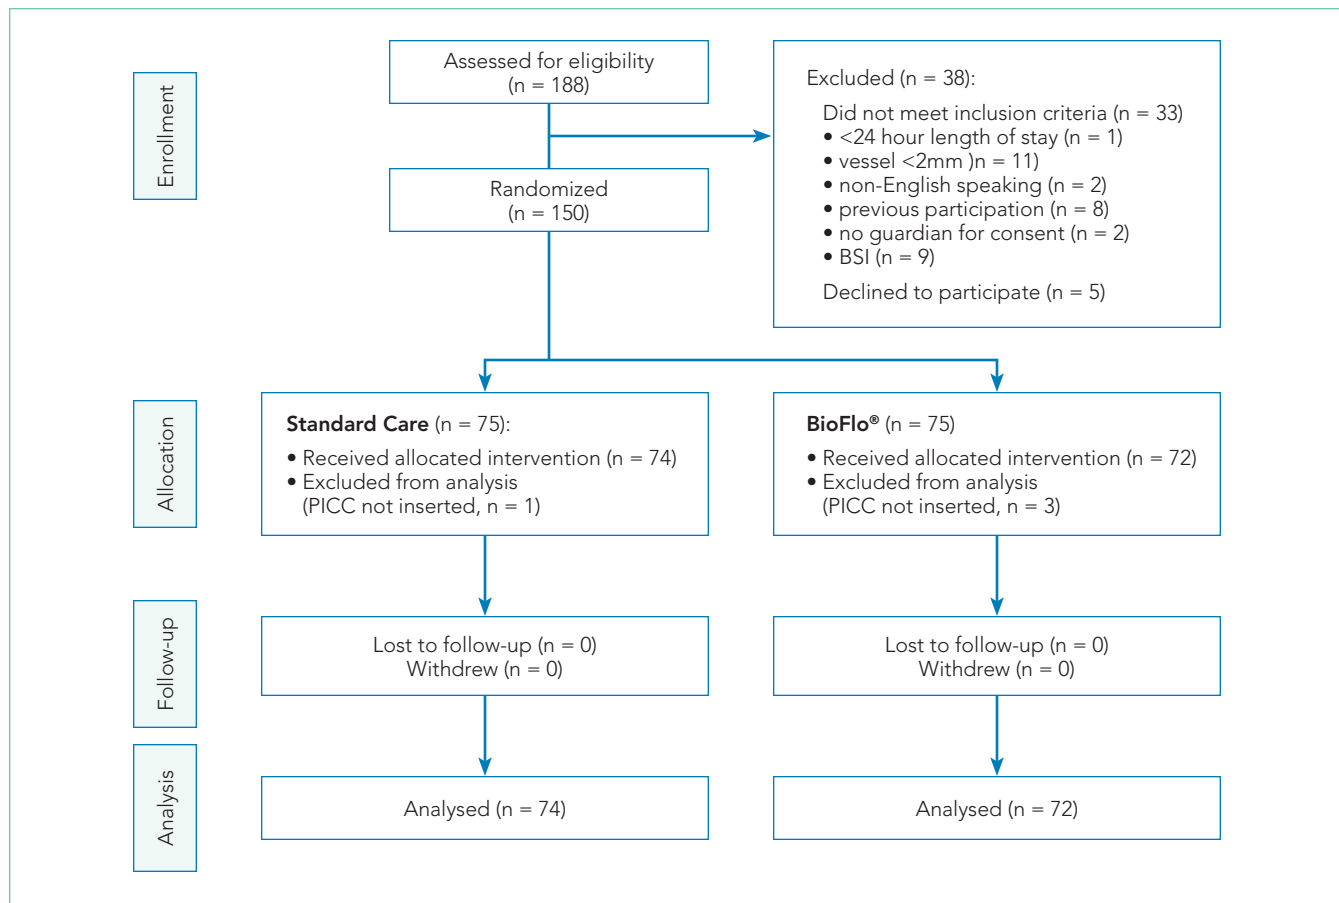 Enrollment
Assessed for eligibility
(n = 188)
Excluded (n = 38):
Did not meet inclusion criteria (n = 33)
• <24 hour length of stay (n = 1)
• vessel <2mm )n = 11)
• non-English speaking (n = 2)
• previous participation (n = 8)
• no guardian for consent (n = 2)
• BSI (n = 9)
Declined to participate (n = 5)
Randomized
(n = 150)
Allocation
Standard Care (n = 75):
• Received allocated intervention (n = 74)
• Excluded from analysis
(PICC not inserted, n = 1)
BioFlo® (n = 75)
• Received allocated intervention (n = 72)
• Excluded from analysis
(PICC not inserted, n = 3)
Follow-up
Lost to follow-up (n = 0)
Withdrew (n = 0)
Lost to follow-up (n = 0)
Withdrew (n = 0)
Analysis
Analysed (n = 74)
Analysed (n = 72)